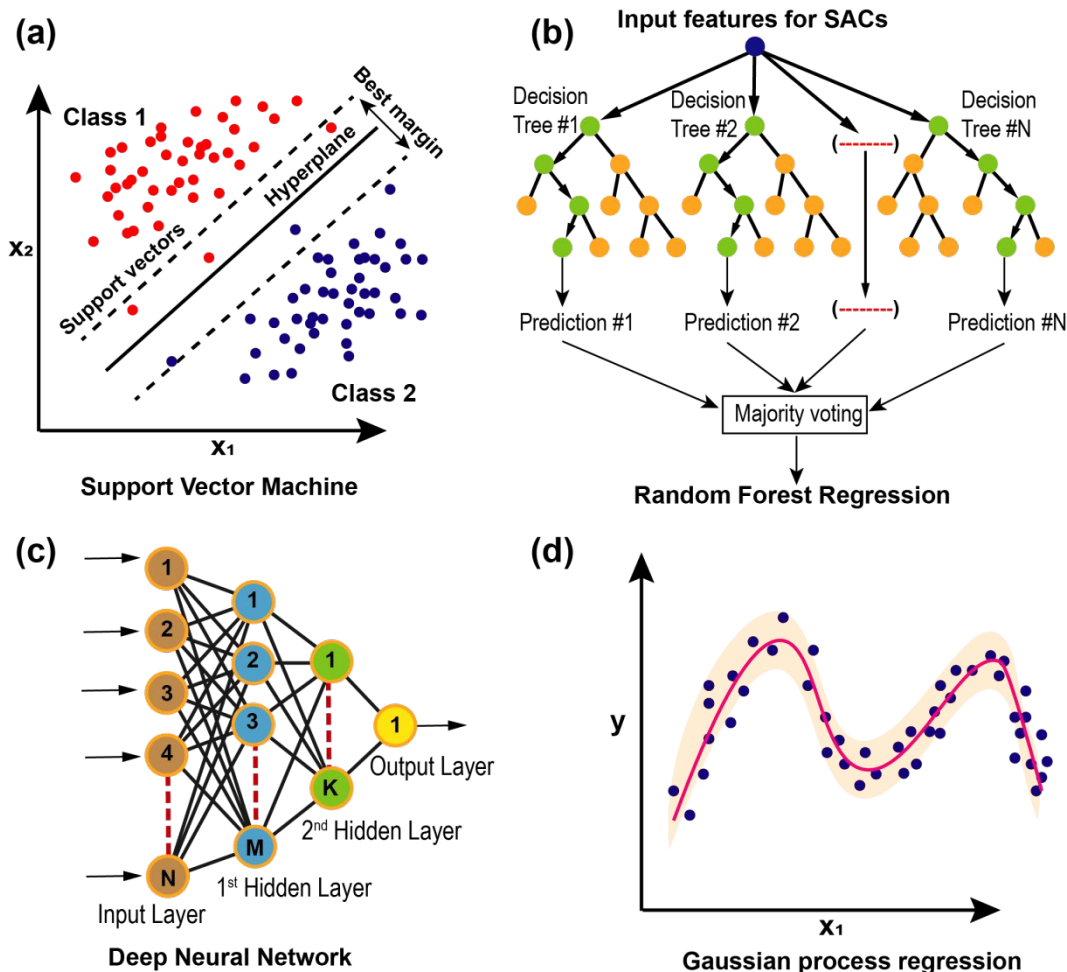 (a)
Class 1
Best margin
Hyperplane
Support vectors
x₂
Class 2
x₁
Support Vector Machine
(b)
Input features for SACs
Decision
Tree #1
Decision
Tree #2
Decision
Tree #N
(--------)
(--------)
Prediction #1
Prediction #2
Prediction #N
Majority voting
Random Forest Regression
(c)
1
2
3
4
N
1
2
3
M
1
K
1
Output Layer
2nd Hidden Layer
1st Hidden Layer
Input Layer
Deep Neural Network
(d)
y
x₁
Gaussian process regression